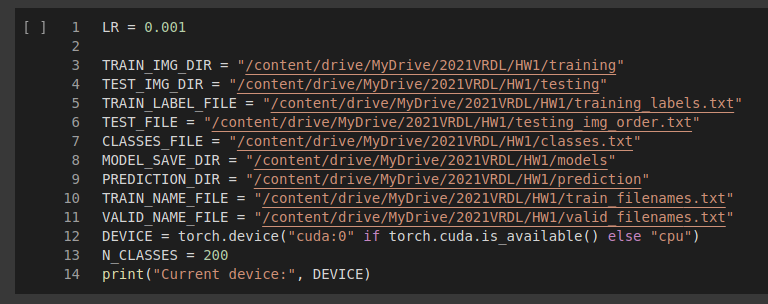 [ ] 1 LR = 0.001
2
3 TRAIN_IMG_DIR = "/content/drive/MyDrive/2021VRDL/HW1/training"
4 TEST_IMG_DIR = "/content/drive/MyDrive/2021VRDL/HW1/testing"
5 TRAIN_LABEL_FILE = "/content/drive/MyDrive/2021VRDL/HW1/training_labels.txt"
6 TEST_FILE = "/content/drive/MyDrive/2021VRDL/HW1/testing_img_order.txt"
7 CLASSES_FILE = "/content/drive/MyDrive/2021VRDL/HW1/classes.txt"
8 MODEL_SAVE_DIR = "/content/drive/MyDrive/2021VRDL/HW1/models"
9 PREDICTION_DIR = "/content/drive/MyDrive/2021VRDL/HW1/prediction"
10 TRAIN_NAME_FILE = "/content/drive/MyDrive/2021VRDL/HW1/train_filenames.txt"
11 VALID_NAME_FILE = "/content/drive/MyDrive/2021VRDL/HW1/valid_filenames.txt"
12 DEVICE = torch.device("cuda:0" if torch.cuda.is_available() else "cpu")
13 N_CLASSES = 200
14 print("Current device:", DEVICE)